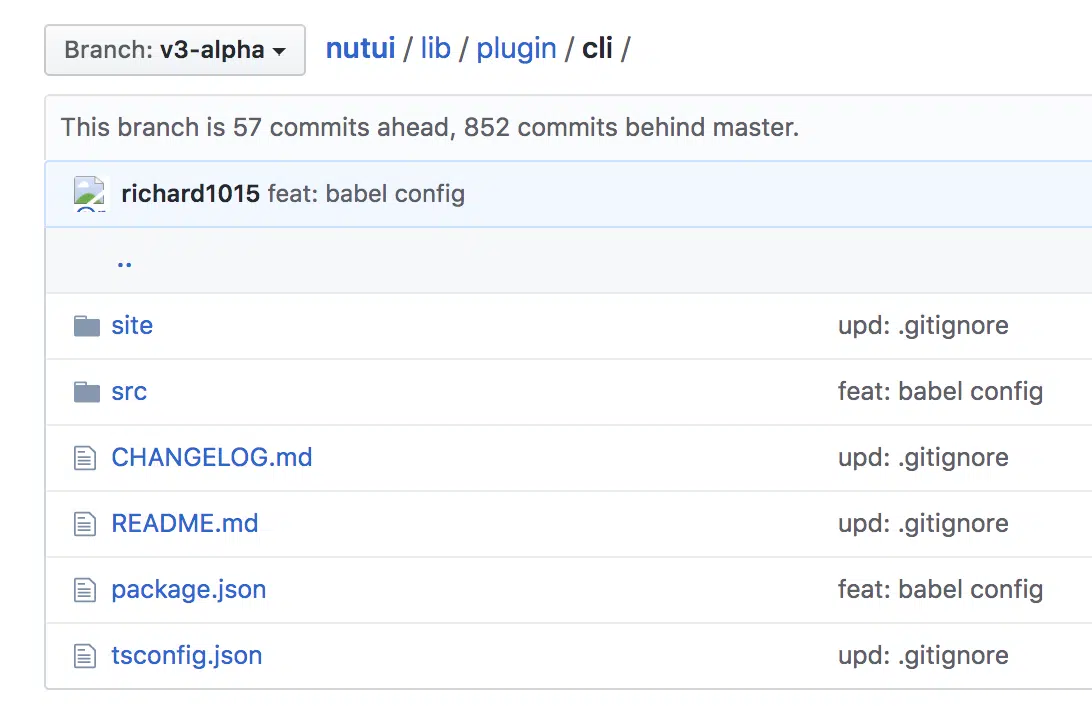 Branch: v3-alpha nutui / lib / plugin / cli /
This branch is 57 commits ahead, 852 commits behind master.
richard1015 feat: babel config
..
site upd: .gitignore
src feat: babel config
CHANGELOG.md upd: .gitignore
README.md upd: .gitignore
package.json feat: babel config
tsconfig.json upd: .gitignore